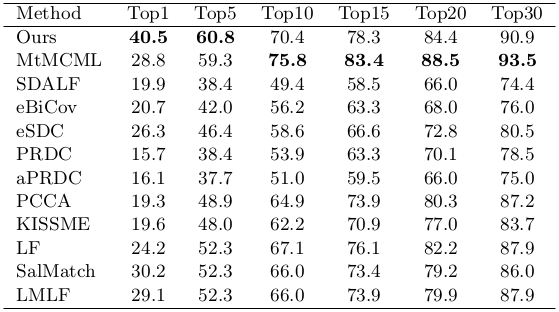 Method Top1 Top5 Top10 Top15 Top20 Top30
Ours 40.5 60.8 70.4 78.3 84.4 90.9
MtMCML 28.8 59.3 75.8 83.4 88.5 93.5
SDALF 19.9 38.4 49.4 58.5 66.0 74.4
eBiCov 20.7 42.0 56.2 63.3 68.0 76.0
eSDC 26.3 46.4 58.6 66.6 72.8 80.5
PRDC 15.7 38.4 53.9 63.3 70.1 78.5
aPRDC 16.1 37.7 51.0 59.5 66.0 75.0
PCCA 19.3 48.9 64.9 73.9 80.3 87.2
KISSME 19.6 48.0 62.2 70.9 77.0 83.7
LF 24.2 52.3 67.1 76.1 82.2 87.9
SalMatch 30.2 52.3 66.0 73.4 79.2 86.0
LMLF 29.1 52.3 66.0 73.9 79.9 87.9